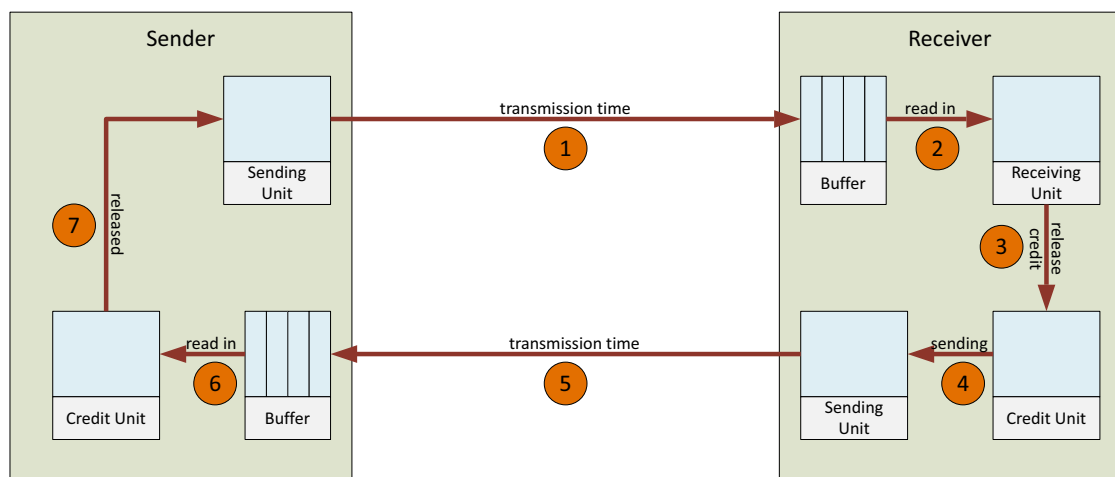 Sender
Receiver
transmission time
1
read in
2
Sending
Unit
Buffer
Receiving
Unit
7
released
3
release
credit
read in
6
transmission time
5
sending
4
Credit Unit
Buffer
Sending
Unit
Credit Unit